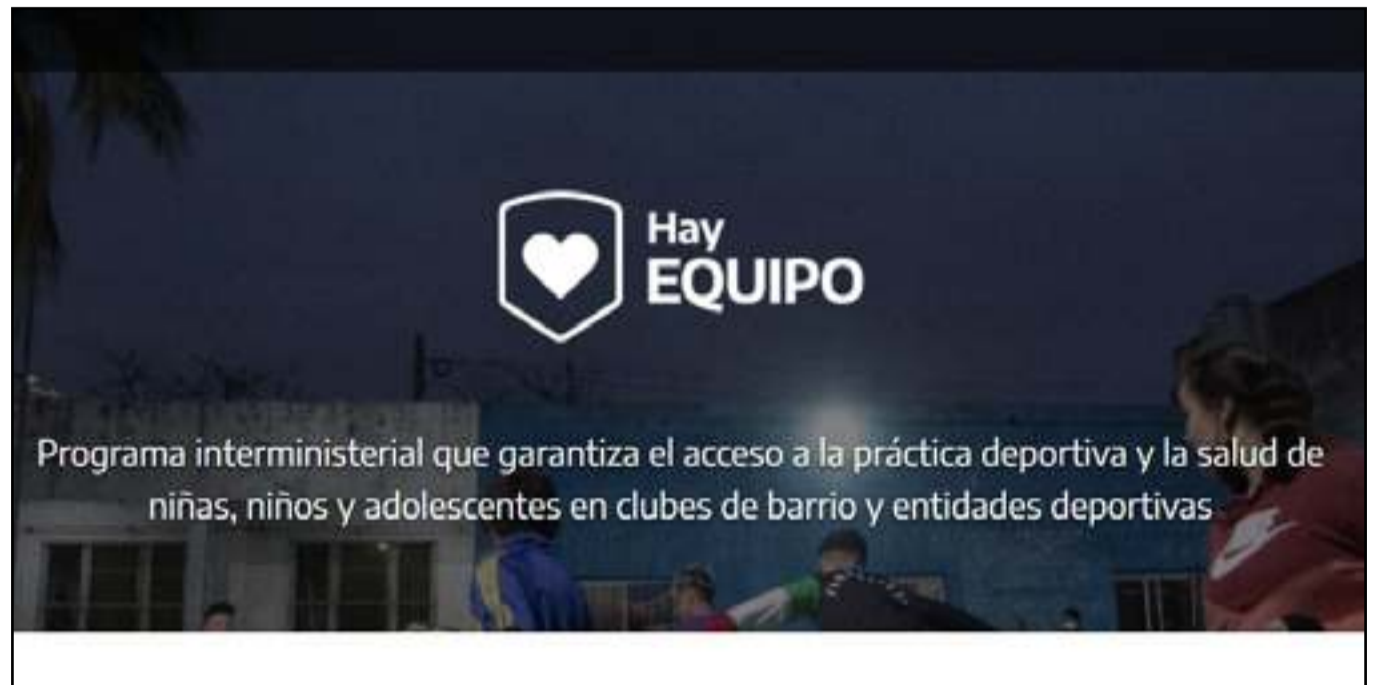 Hay
EQUIPO
Programa interministerial que garantiza el acceso a la práctica deportiva y la salud de
niñas, niños y adolescentes en clubes de barrio y entidades deportivas